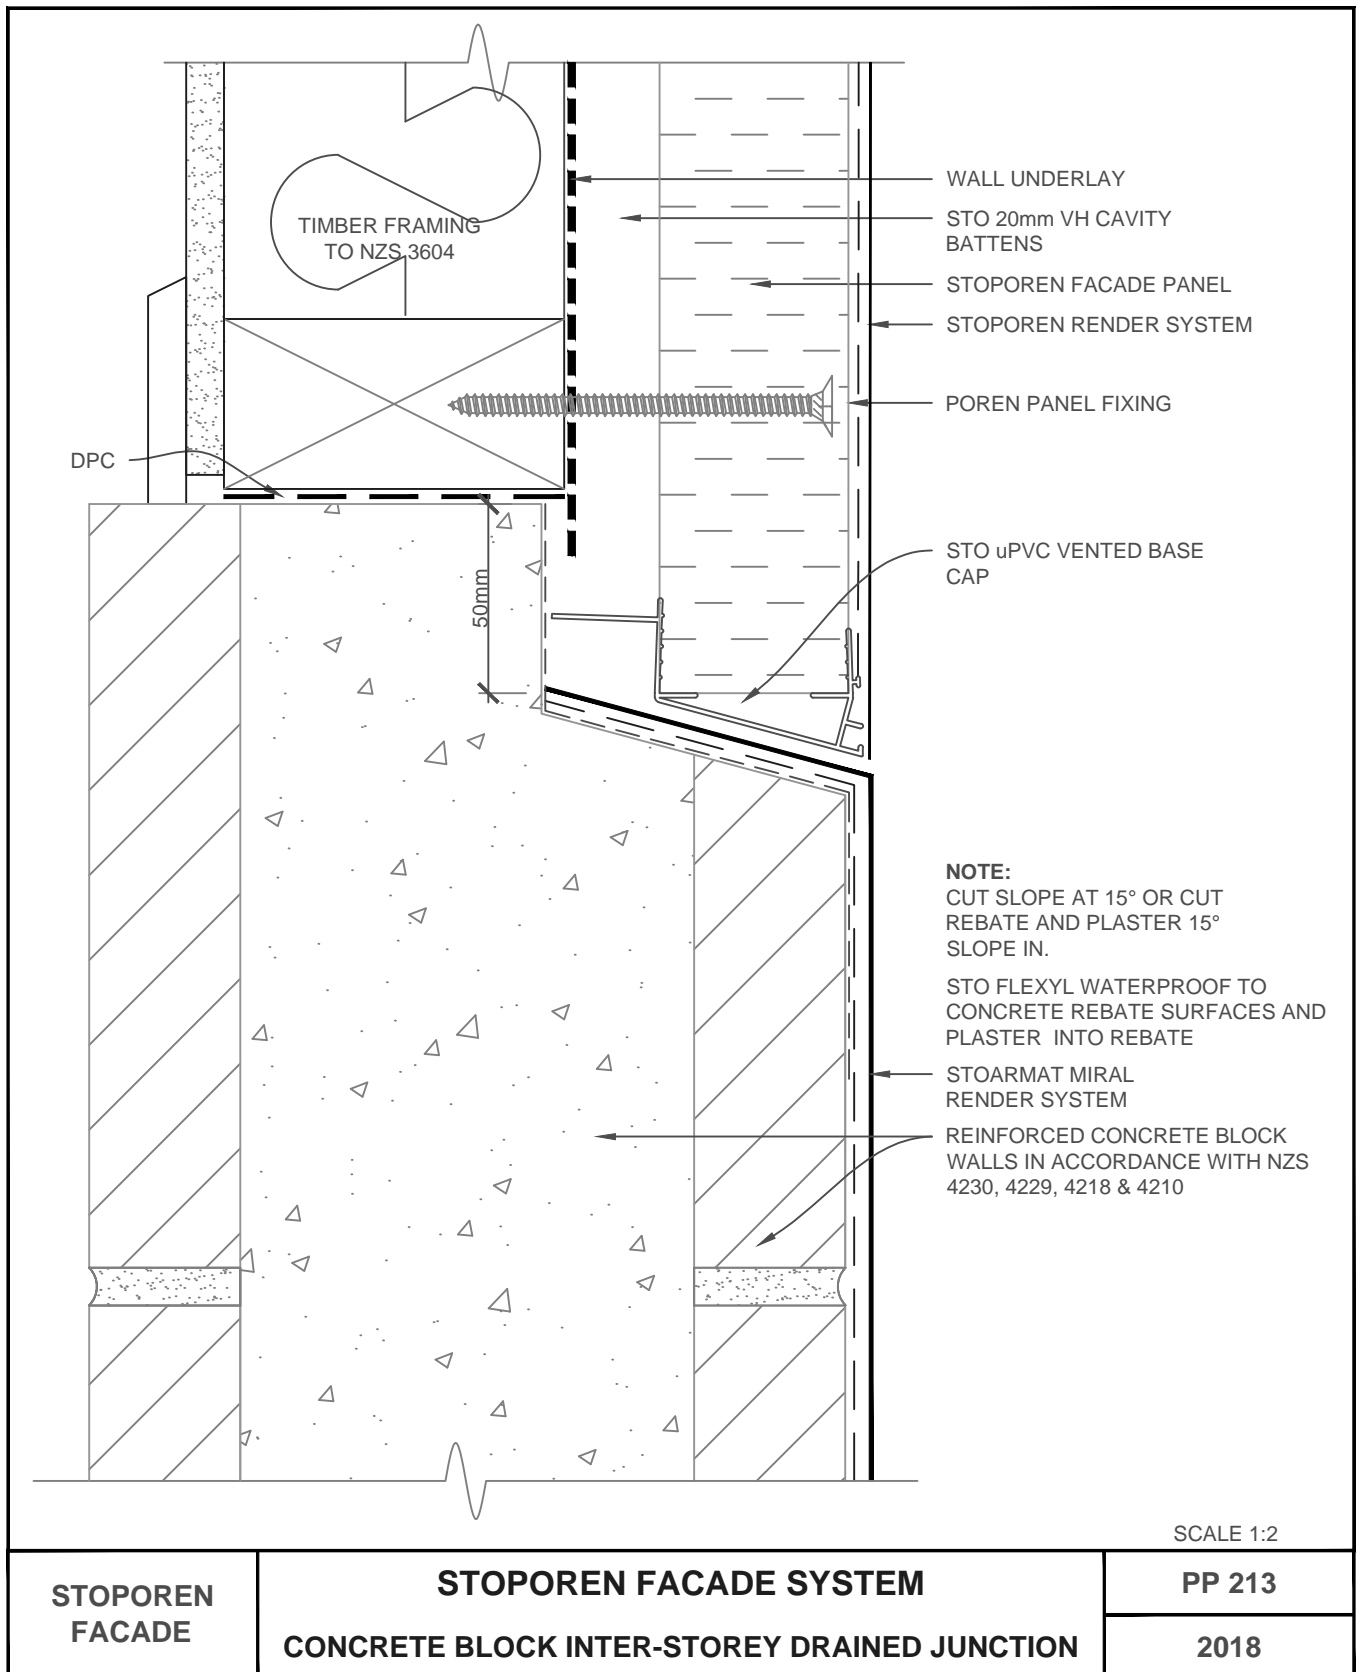 WALL UNDERLAY
STO 20mm VH CAVITY
BATTENS
STOPOREN FACADE PANEL
STOPOREN RENDER SYSTEM
TIMBER FRAMING
TO NZS 3604
POREN PANEL FIXING
DPC
STO uPVC VENTED BASE
CAP
50mm
NOTE:
CUT SLOPE AT 15° OR CUT
REBATE AND PLASTER 15°
SLOPE IN.
STO FLEXYL WATERPROOF TO
CONCRETE REBATE SURFACES AND
PLASTER INTO REBATE
STOARMAT MIRAL
RENDER SYSTEM
REINFORCED CONCRETE BLOCK
WALLS IN ACCORDANCE WITH NZS
4230, 4229, 4218 & 4210
SCALE 1:2
STOPOREN
FACADE
STOPOREN FACADE SYSTEM
CONCRETE BLOCK INTER-STOREY DRAINED JUNCTION
PP 213
2018